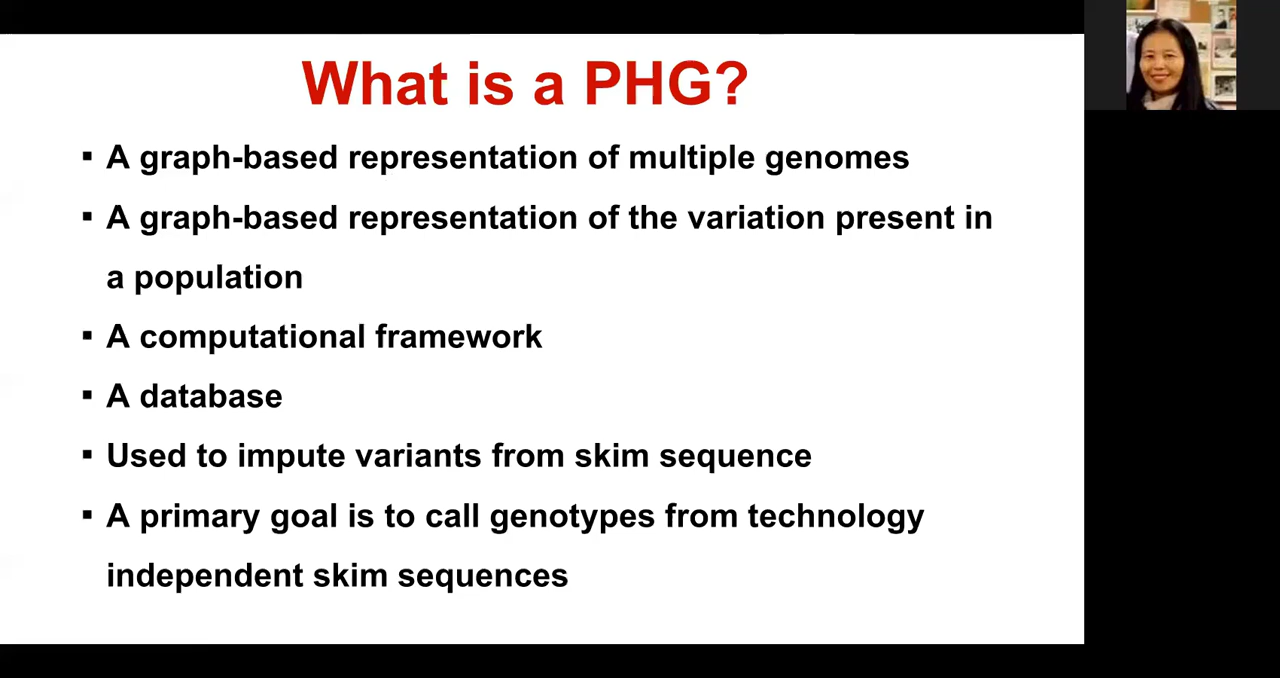 What is a PHG?
▪ A graph-based representation of multiple genomes
▪ A graph-based representation of the variation present in
a population
▪ A computational framework
▪ A database
▪ Used to impute variants from skim sequence
▪ A primary goal is to call genotypes from technology
independent skim sequences